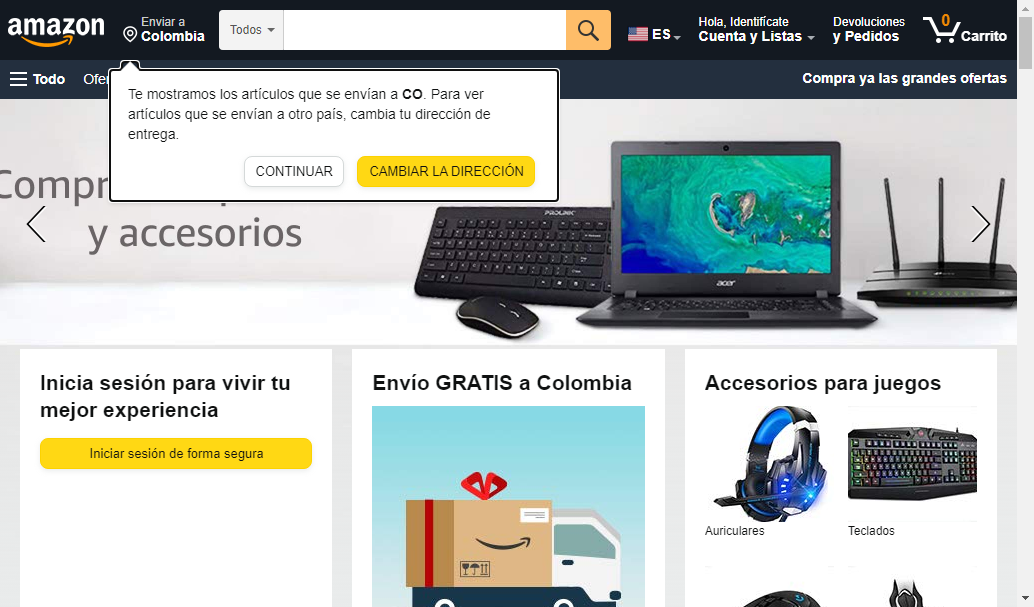 amazon
Enviar a
Colombia
Todos
ES
Hola, Identifícate
Cuenta y Listas
Devoluciones
y Pedidos
0
Carrito
Todo
Compra ya las grandes ofertas
Te mostramos los artículos que se envían a CO. Para ver
artículos que se envían a otro país, cambia tu dirección de
entrega.
CONTINUAR
CAMBIAR LA DIRECCIÓN
y accesorios
PROLINK
acer
Inicia sesión para vivir tu
mejor experiencia
Iniciar sesión de forma segura
Envío GRATIS a Colombia
Accesorios para juegos
Auriculares
Teclados